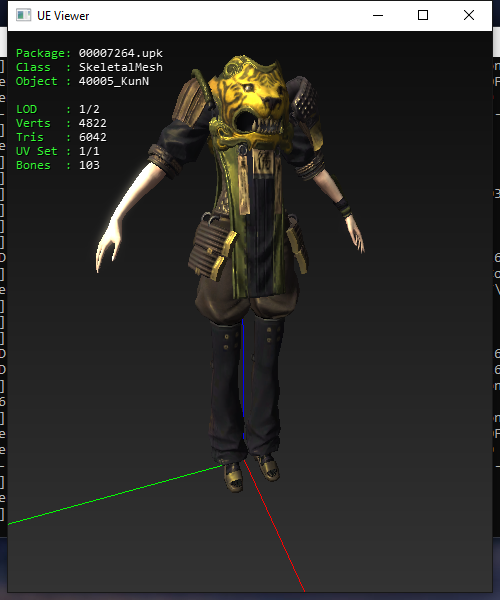 UE Viewer
Package: 00007264.upk
Class : SkeletalMesh
Object : 40005_KunN
LOD : 1/2
Verts : 4822
Tris : 6042
UV Set : 1/1
Bones : 103